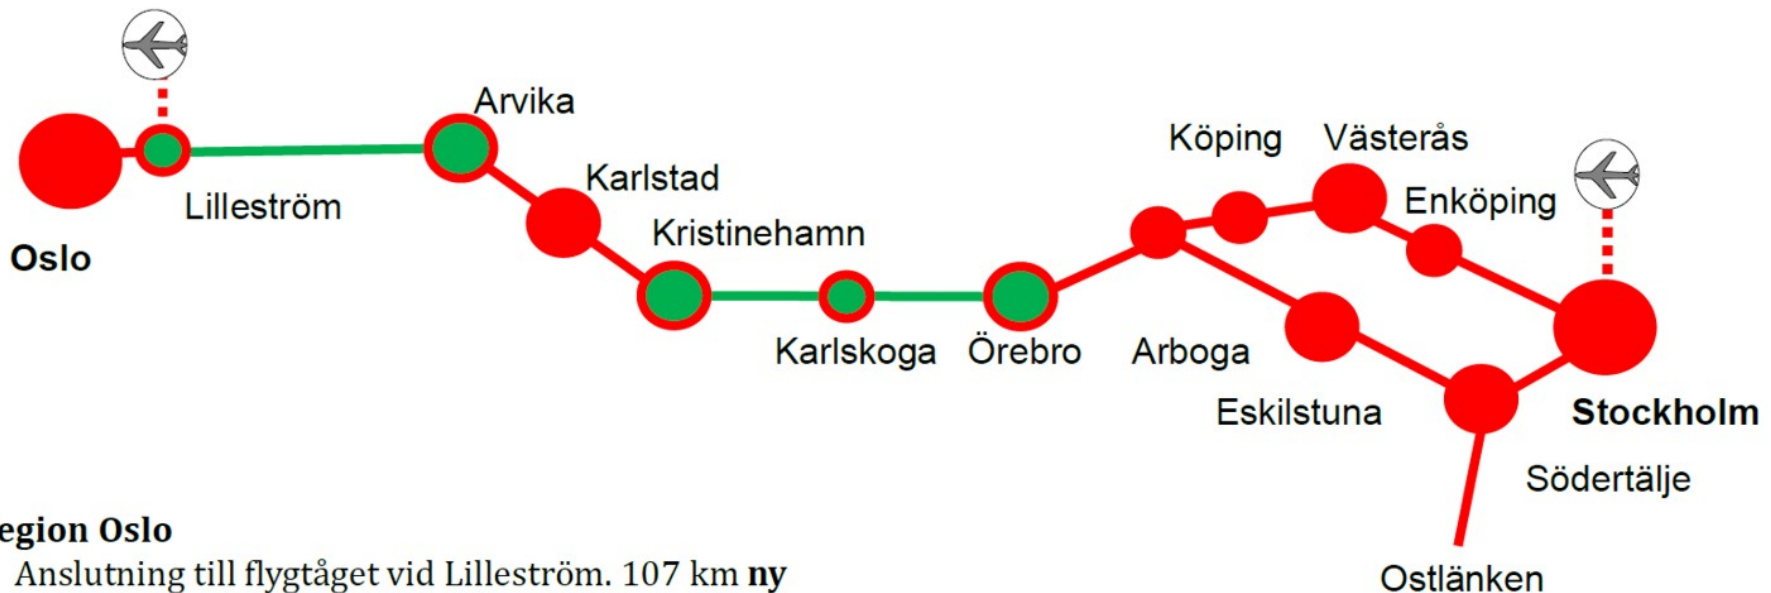 Arvika
Köping
Västerås
Karlstad
Enköping
Lilleström
Kristinehamn
Oslo
Karlskoga
Örebro
Arboga
Eskilstuna
Stockholm
Södertälje
egion Oslo
Anslutning till flygtåget vid Lilleström. 107 km ny
Ostlänken